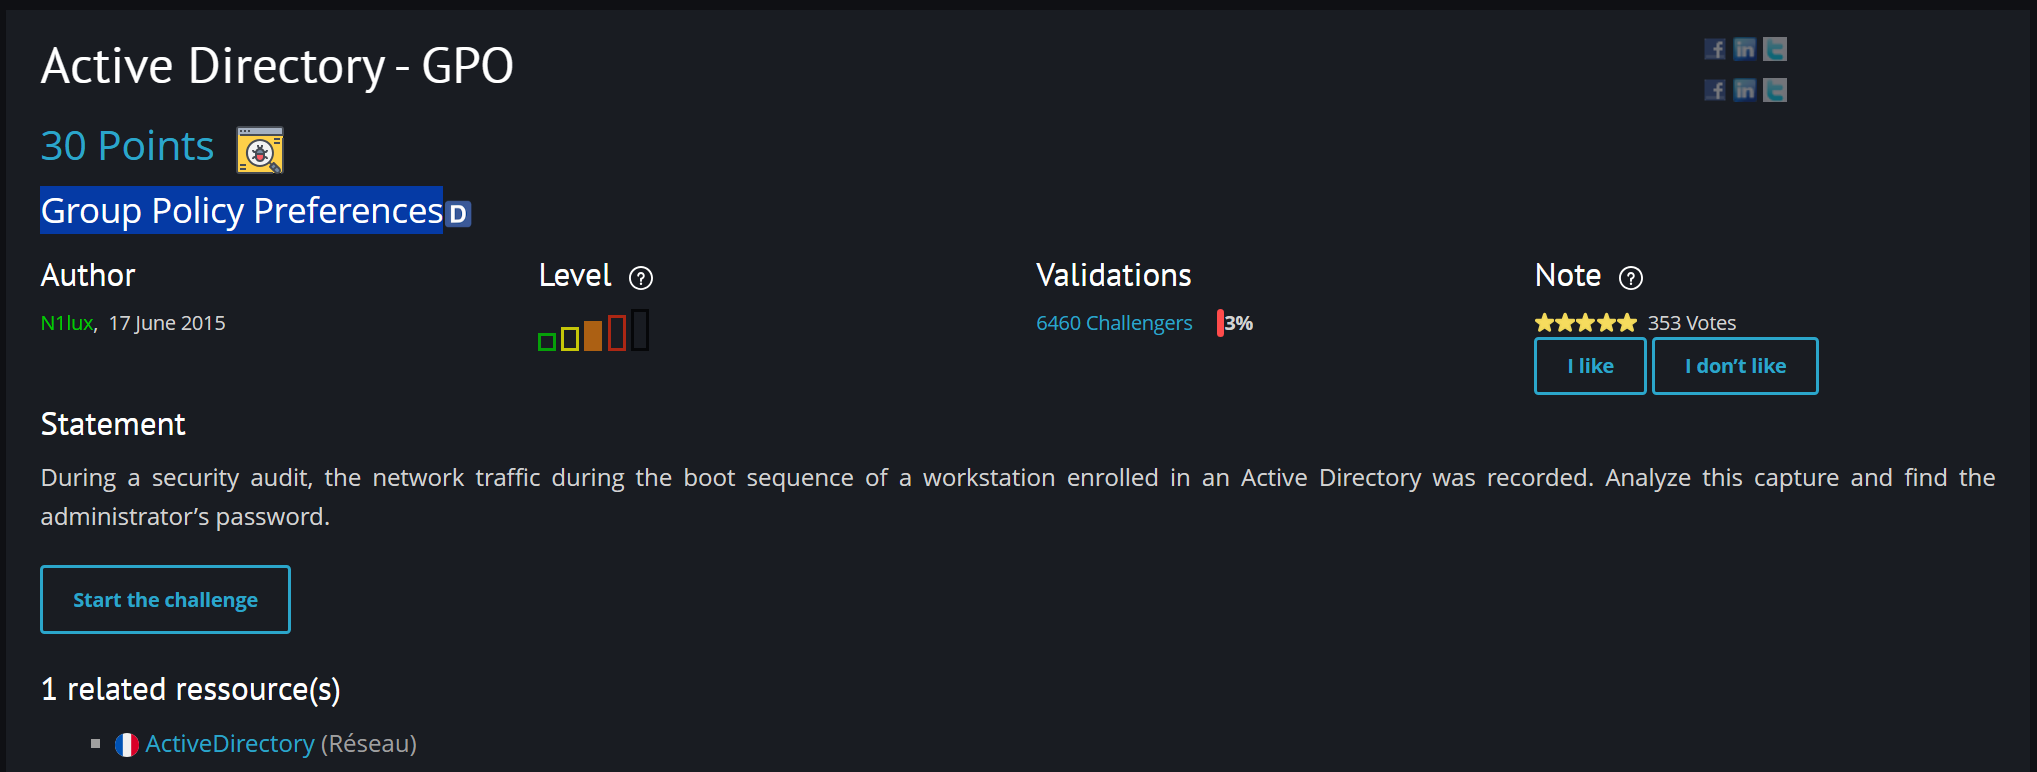 Active Directory - GPO
30 Points
Group Policy Preferences D
Author
Level ?
Validations
Note ?
N1lux, 17 June 2015
6460 Challengers 3%
353 Votes
I like
I don’t like
Statement
During a security audit, the network traffic during the boot sequence of a workstation enrolled in an Active Directory was recorded. Analyze this capture and find the
administrator’s password.
Start the challenge
1 related ressource(s)
ActiveDirectory (Réseau)